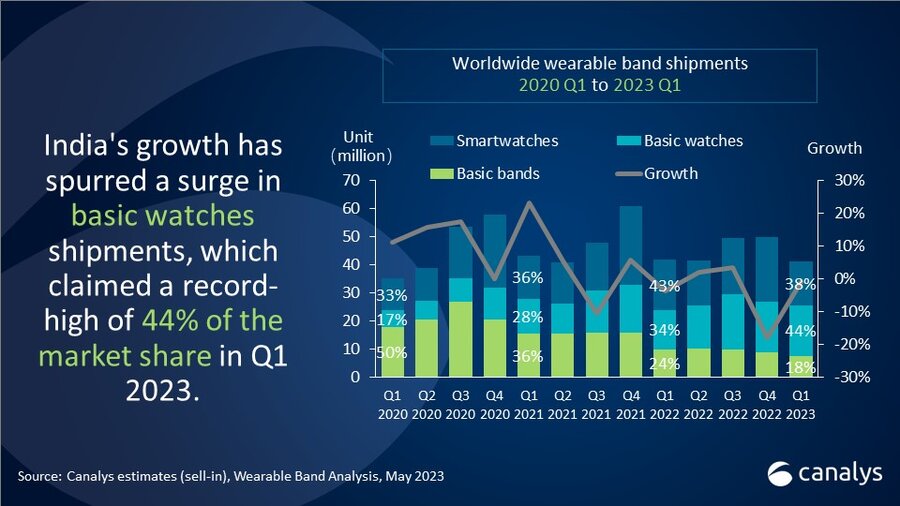 Worldwide wearable band shipments
2020 Q1 to 2023 Q1
India's growth has
spurred a surge in
basic watches
shipments, which
claimed a record-
high of 44% of the
market share in Q1
2023.
Unit
(million)
Smartwatches
Basic watches
Basic bands
Growth
Growth
70
60
50
40
30
20
10
0
33%
17%
50%
36%
28%
36%
43%
34%
24%
38%
44%
18%
30%
20%
10%
0%
-10%
-20%
-30%
Q1 Q2 Q3 Q4 Q1 Q2 Q3 Q4 Q1 Q2 Q3 Q4 Q1
2020 2020 2020 2020 2021 2021 2021 2021 2022 2022 2022 2022 2023
Source: Canalys estimates (sell-in), Wearable Band Analysis, May 2023
canalys